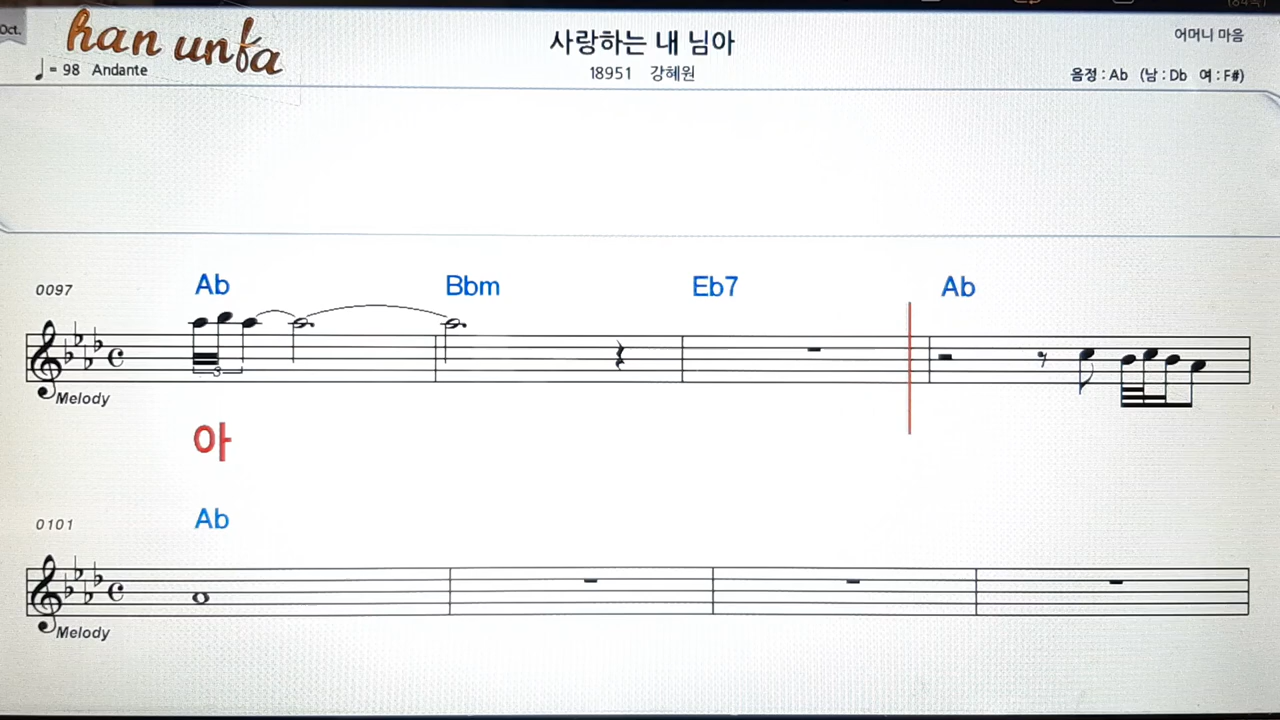 Oct.
han unfa
사랑하는 내 님아
어머니 마음
♩= 98 Andante
18951 강혜원
음정 : Ab (남 : Db 여 : F#)
Ab Bbm Eb7 Ab
0097
3
Melody
아
Ab
0101
Melody